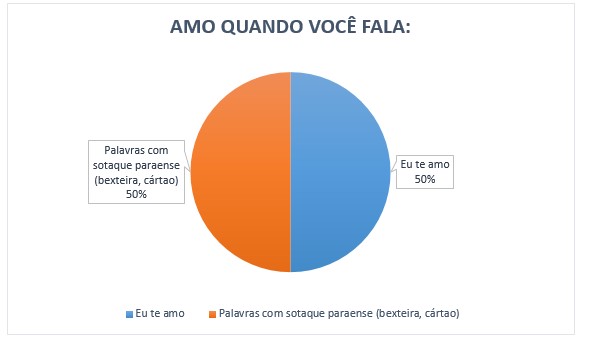 AMO QUANDO VOCÊ FALA:
Palavras com
sotaque paraense
(bexteira, cártao)
50%
Eu te amo
50%
Eu te amo
Palavras com sotaque paraense (bexteira, cártao)